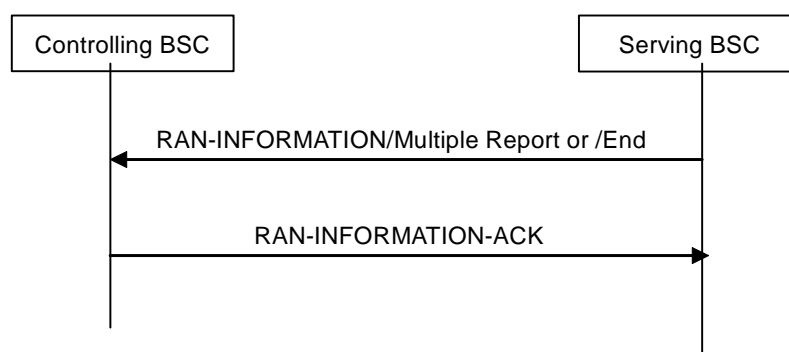 Controlling BSC
Serving BSC
RAN-INFORMATION/Multiple Report or /End
RAN-INFORMATION-ACK